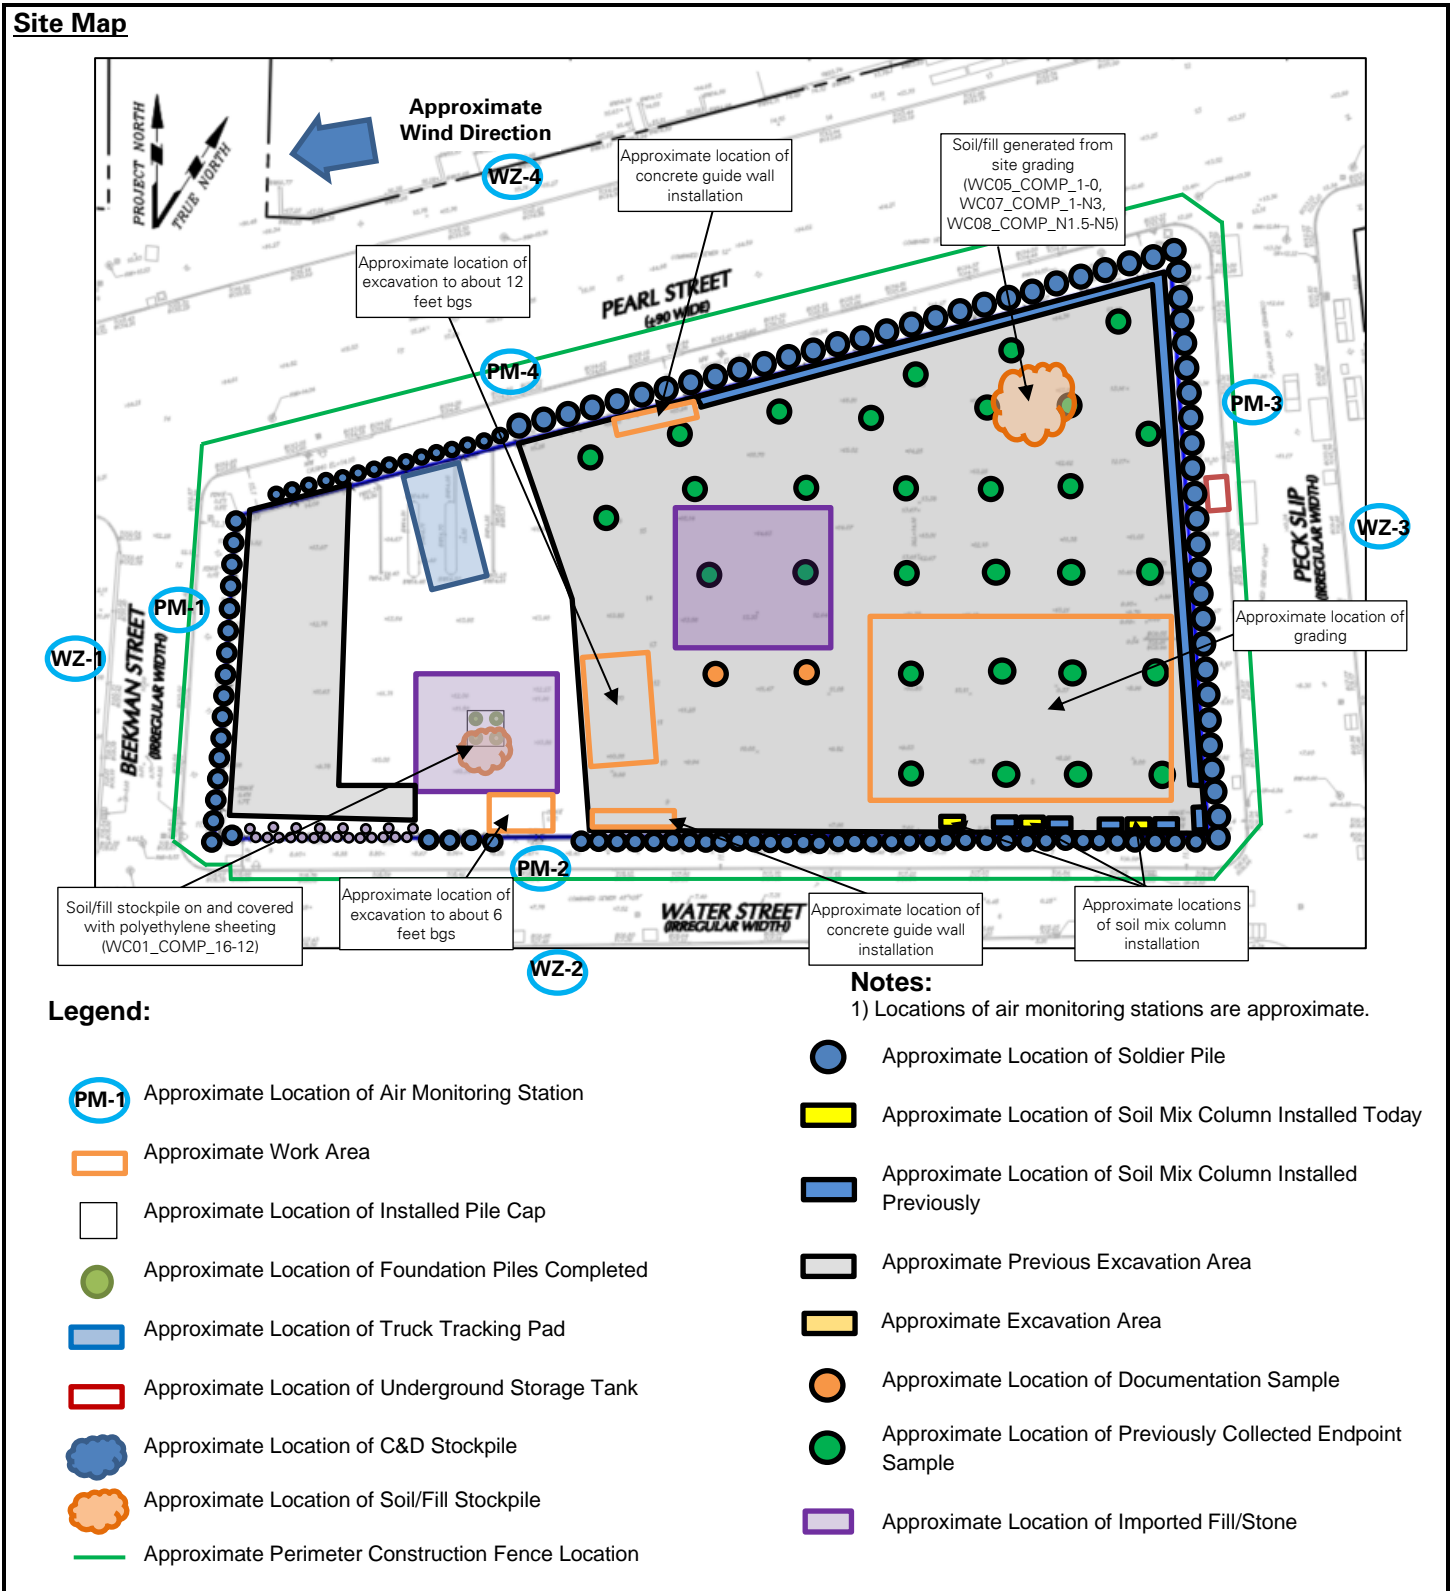 Site Map
PROJECT NORTH
TRUE NORTH
Approximate
Wind Direction
WZ-4
Approximate location of
concrete guide wall
installation
Soil/fill generated from
site grading
(WC05_COMP_1-0,
WC07_COMP_1-N3,
WC08_COMP_N1.5-N5)
Approximate location of
excavation to about 12
feet bgs
PEARL STREET
(±90 WIDE)
PM-4
PM-3
PECK SLIP
(IRREGULAR WIDTH)
WZ-3
PM-1
WZ-1
BEEKMAN STREET
(IRREGULAR WIDTH)
Approximate location of
grading
PM-2
Soil/fill stockpile on and covered
with polyethylene sheeting
(WC01_COMP_16-12)
Approximate location of
excavation to about 6
feet bgs
WATER STREET
(IRREGULAR WIDTH)
Approximate location of
concrete guide wall
installation
Approximate locations
of soil mix column
installation
WZ-2
Legend:
PM-1 Approximate Location of Air Monitoring Station
Approximate Work Area
Approximate Location of Installed Pile Cap
Approximate Location of Foundation Piles Completed
Approximate Location of Truck Tracking Pad
Approximate Location of Underground Storage Tank
Approximate Location of C&D Stockpile
Approximate Location of Soil/Fill Stockpile
Approximate Perimeter Construction Fence Location
Notes:
1) Locations of air monitoring stations are approximate.
Approximate Location of Soldier Pile
Approximate Location of Soil Mix Column Installed Today
Approximate Location of Soil Mix Column Installed
Previously
Approximate Previous Excavation Area
Approximate Excavation Area
Approximate Location of Documentation Sample
Approximate Location of Previously Collected Endpoint
Sample
Approximate Location of Imported Fill/Stone